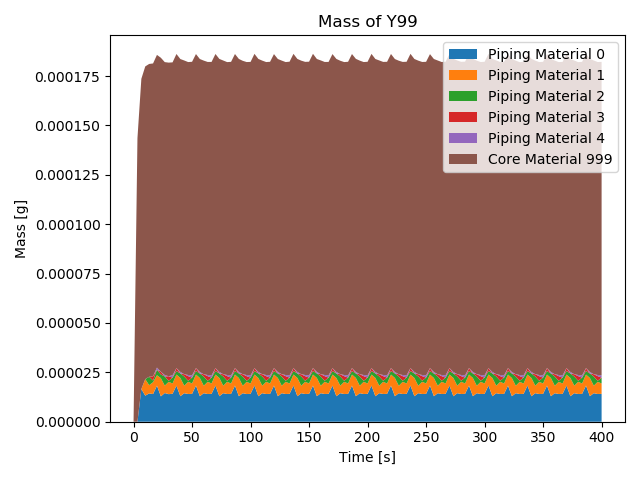 Mass of Y99
Mass [g]
0.000175
0.000150
0.000125
0.000100
0.000075
0.000050
0.000025
0.000000
Piping Material 0
Piping Material 1
Piping Material 2
Piping Material 3
Piping Material 4
Core Material 999
0 50 100 150 200 250 300 350 400
Time [s]